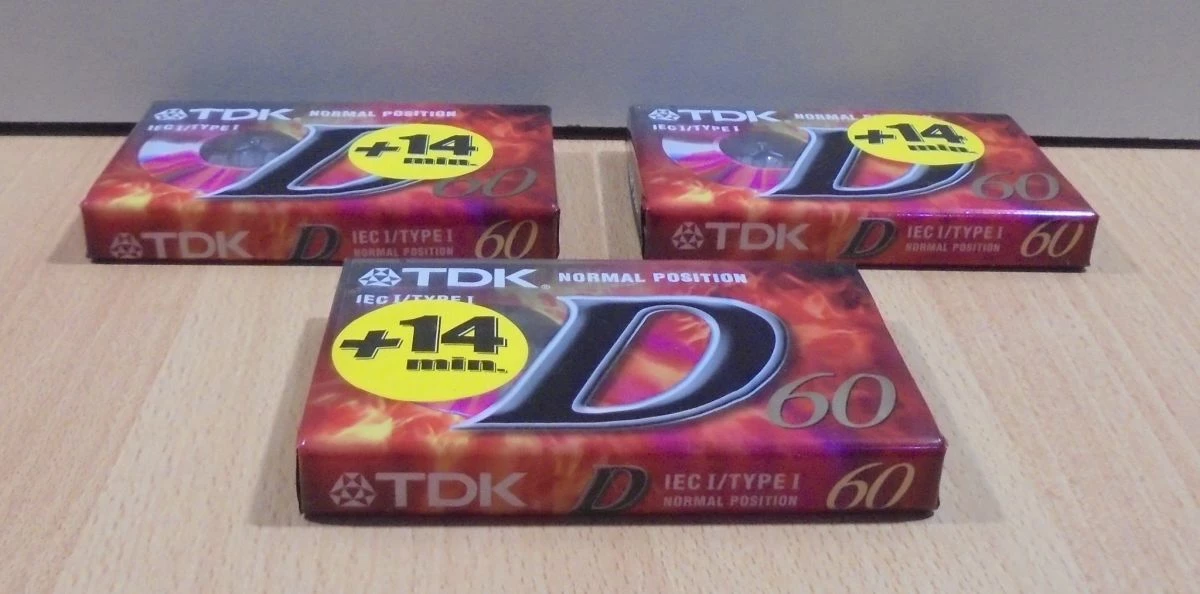 TDK NORMAL POSITION
IEC I/TYPE I
D
+14
min.
60
TDK D IEC I/TYPE I 60
NORMAL POSITION
TDK NORMAL POSITION
IEC I/TYPE I
D
+14
min.
60
TDK D IEC I/TYPE I 60
NORMAL POSITION
TDK® NORMAL POSITION
IEC I/TYPE I
+14
min.
D
60
TDK D IEC I/TYPE I 60
NORMAL POSITION